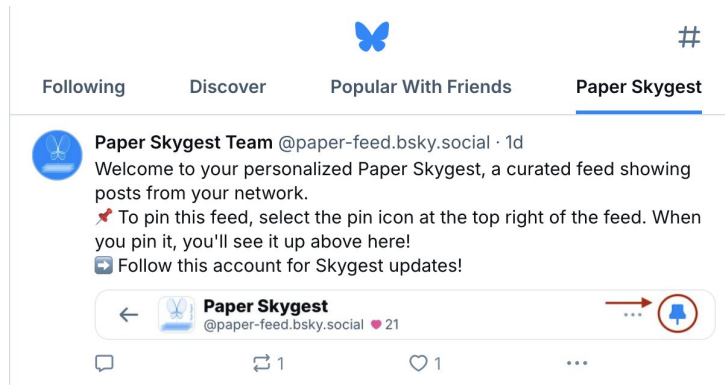 Following Discover Popular With Friends Paper Skygest
Paper Skygest Team @paper-feed.bsky.social · 1d
Welcome to your personalized Paper Skygest, a curated feed showing
posts from your network.
📌 To pin this feed, select the pin icon at the top right of the feed. When
you pin it, you'll see it up above here!
➡️ Follow this account for Skygest updates!
Paper Skygest
@paper-feed.bsky.social 21
1 1